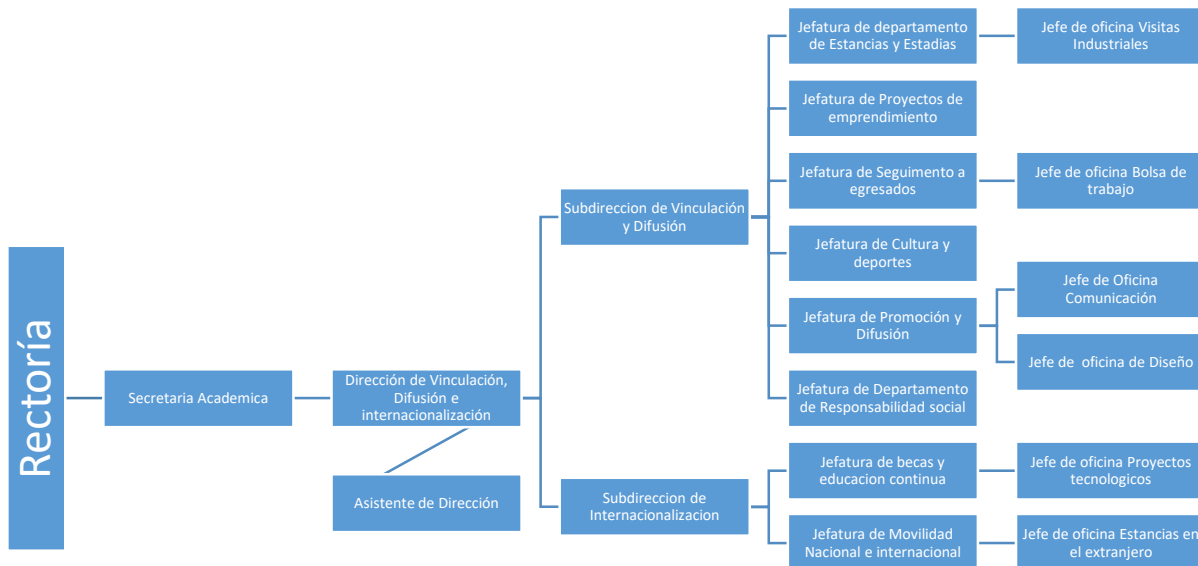 Rectoría
Secretaria Academica
Dirección de Vinculación,
Difusión e
internacionalización
Asistente de Dirección
Subdireccion de Vinculación
y Difusión
Jefatura de departamento
de Estancias y Estadias
Jefe de oficina Visitas
Industriales
Jefatura de Proyectos de
emprendimiento
Jefatura de Seguimento a
egresados
Jefe de oficina Bolsa de
trabajo
Jefatura de Cultura y
deportes
Jefatura de Promoción y
Difusión
Jefe de Oficina
Comunicación
Jefe de oficina de Diseño
Jefatura de Departamento
de Responsabilidad social
Subdireccion de
Internacionalizacion
Jefatura de becas y
educacion continua
Jefe de oficina Proyectos
tecnologicos
Jefatura de Movilidad
Nacional e internacional
Jefe de oficina Estancias en
el extranjero